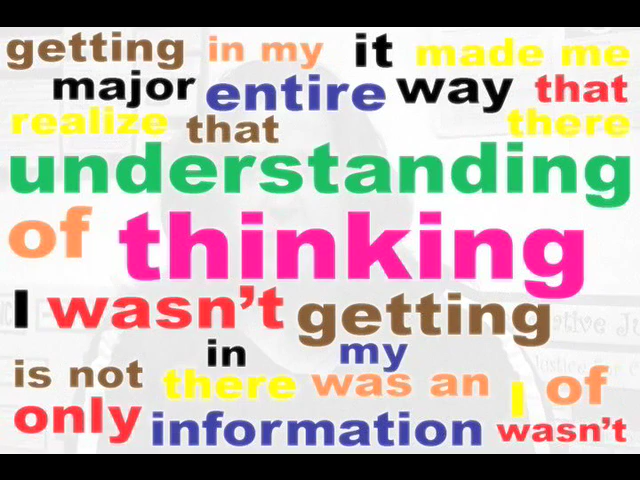 getting in my it made me
major entire way that
realize that there
understanding
of thinking
I wasn't getting
in my
is not there was an I of
only information wasn't